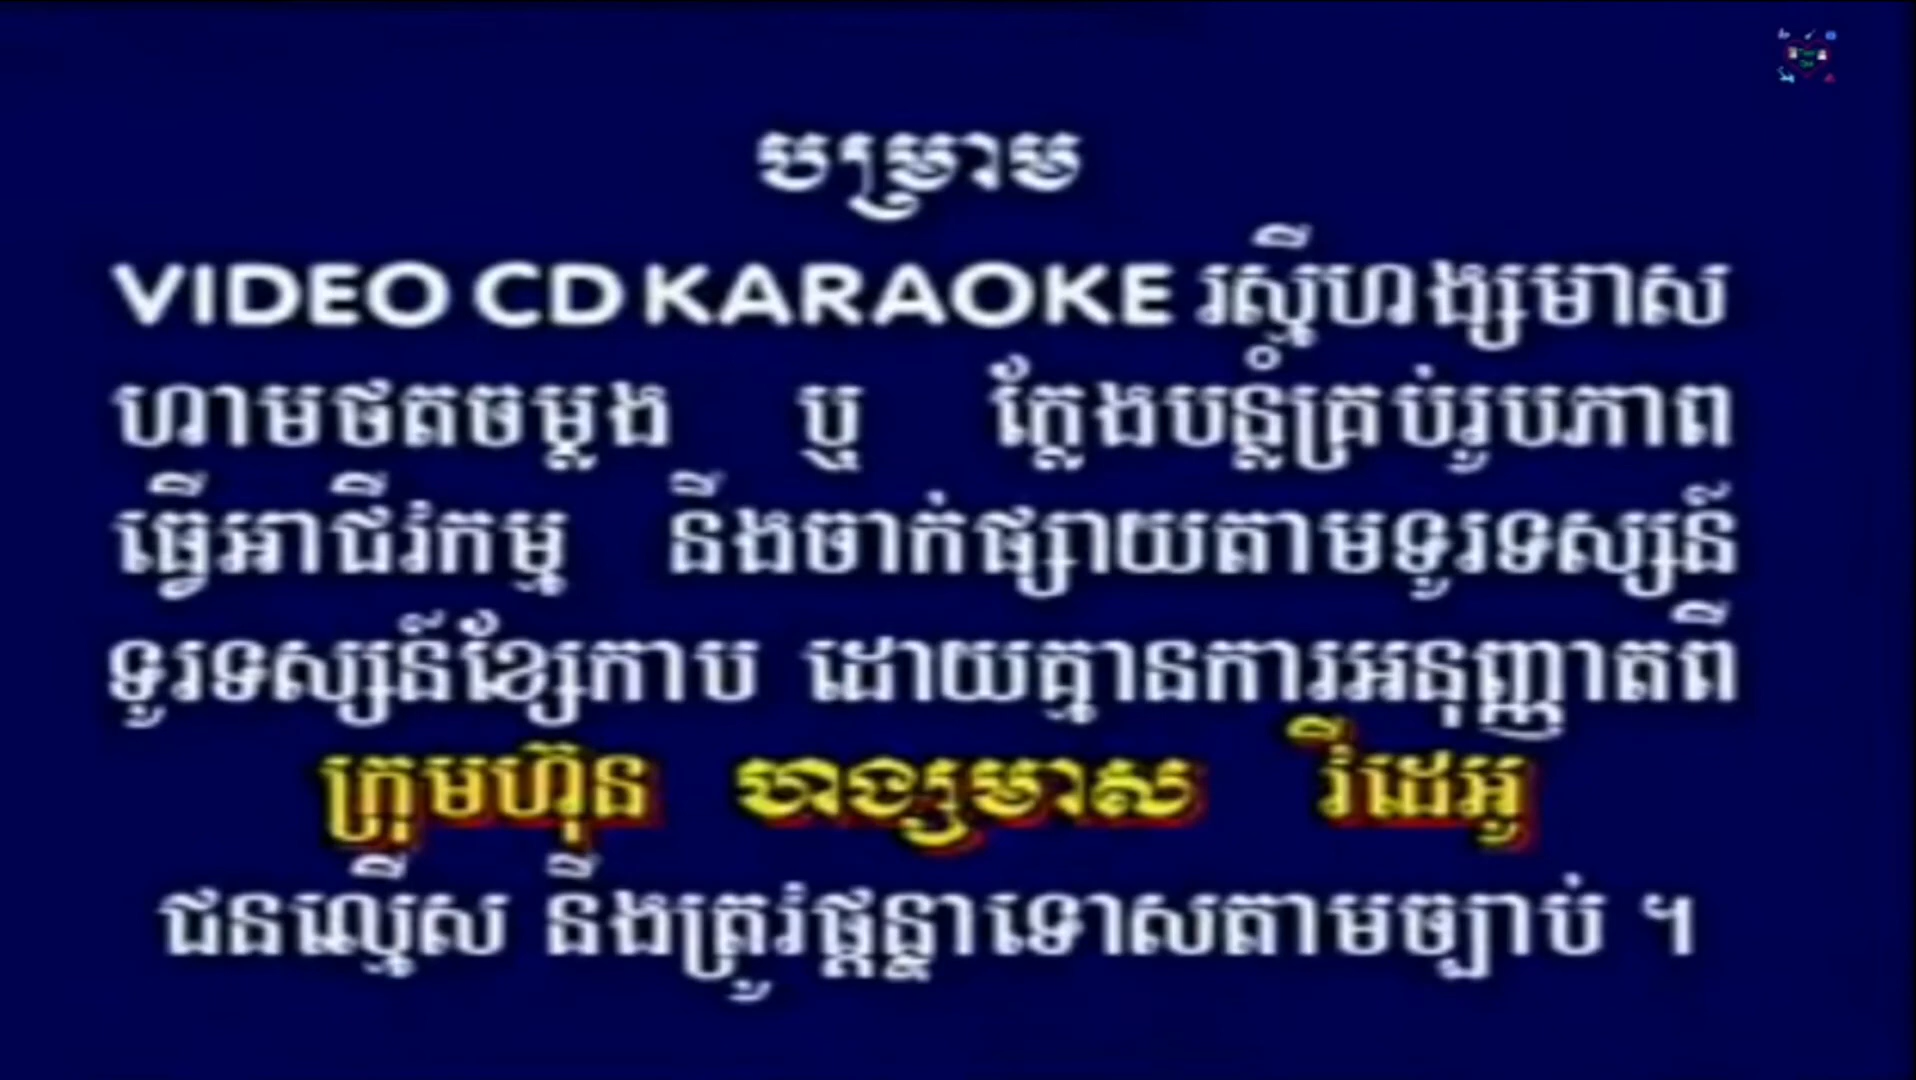 បម្រាម
VIDEO CD KARAOKE រស្មីហង្សមាស
ហាមថតចម្លង ឬ ក្លែងបន្លំគ្រប់រូបភាព
ធ្វើអាជីវកម្ម និងចាក់ផ្សាយតាមទូរទស្សន៍
ទូរទស្សន៍ខ្សែកាប ដោយគ្មានការអនុញ្ញាតពី
ក្រុមហ៊ុន ហង្សមាស វីដេអូ
ជនល្មើស នឹងត្រូវផ្តន្ទាទោសតាមច្បាប់ ។